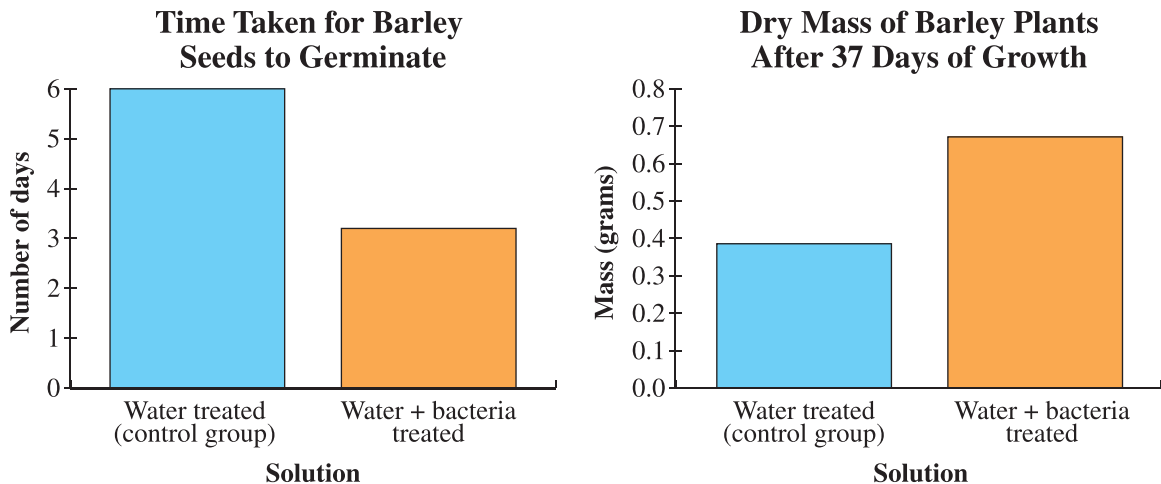 Time Taken for Barley
Seeds to Germinate
Number of days
6
5
4
3
2
1
0
Water treated
(control group)
Water + bacteria
treated
Solution
Dry Mass of Barley Plants
After 37 Days of Growth
Mass (grams)
0.8
0.7
0.6
0.5
0.4
0.3
0.2
0.1
0.0
Water treated
(control group)
Water + bacteria
treated
Solution